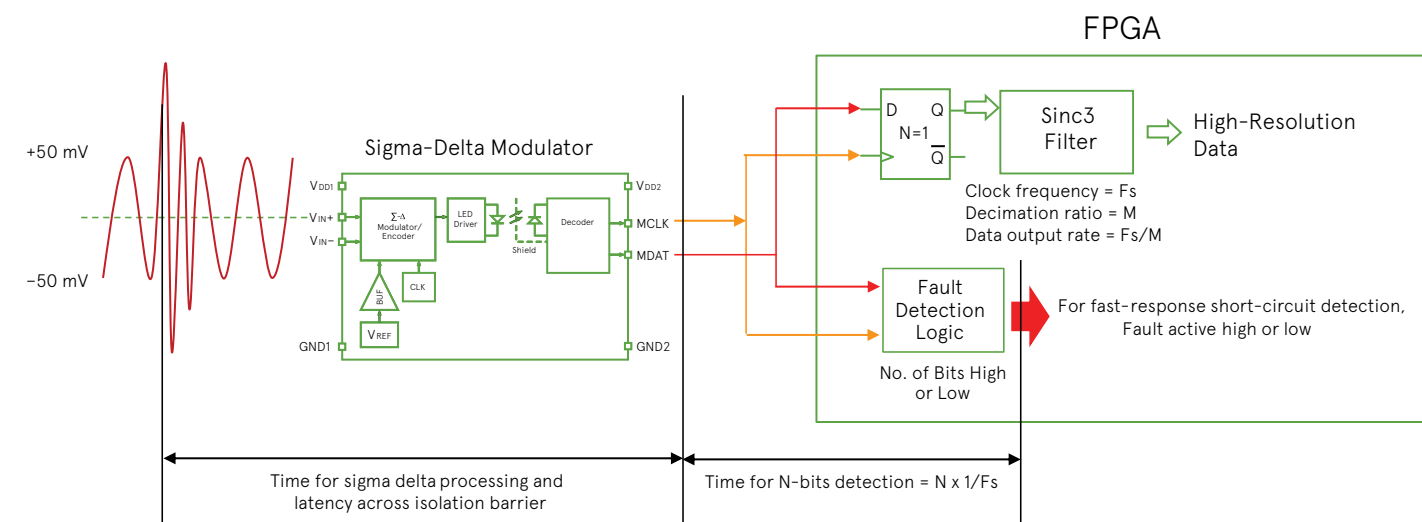 FPGA
+50 mV
−50 mV
Sigma-Delta Modulator
VDD1
VIN+
VIN−
GND1
Σ-Δ
Modulator/
Encoder
BUF
CLK
VREF
LED
Driver
Shield
Decoder
VDD2
MCLK
MDAT
GND2
D Q
N=1
Q̅
Sinc3
Filter
High-Resolution
Data
Clock frequency = Fs
Decimation ratio = M
Data output rate = Fs/M
Fault
Detection
Logic
No. of Bits High
or Low
For fast-response short-circuit detection,
Fault active high or low
Time for sigma delta processing and
latency across isolation barrier
Time for N-bits detection = N x 1/Fs